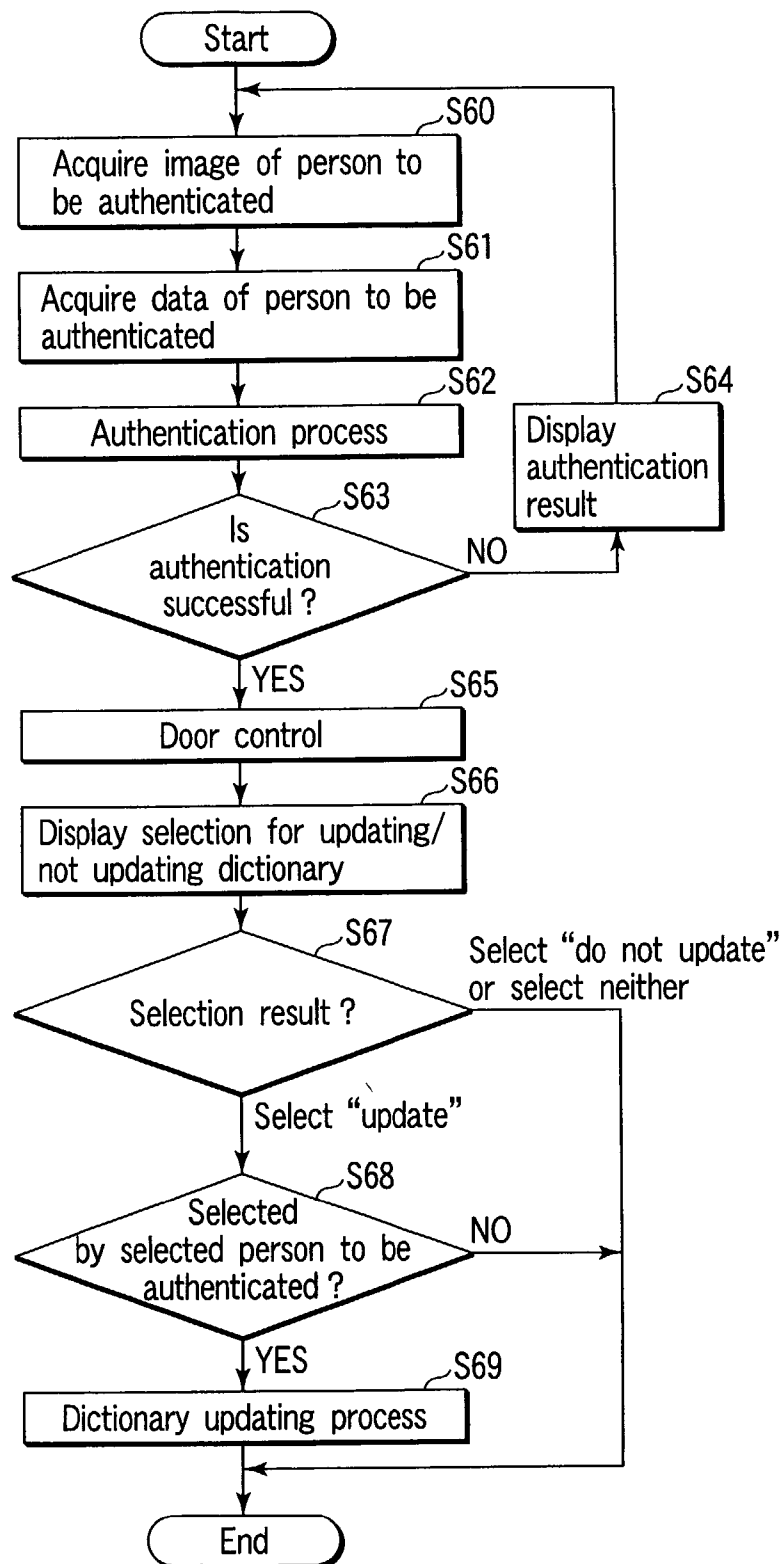 Start
S60
Acquire image of person to
be authenticated
S61
Acquire data of person to be
authenticated
S62
Authentication process
S64
Display
authentication
result
S63
Is
authentication
successful ?
NO
YES
S65
Door control
S66
Display selection for updating/
not updating dictionary
S67
Selection result ?
Select “do not update”
or select neither
Select “update”
S68
Selected
by selected person to be
authenticated ?
NO
YES
S69
Dictionary updating process
End